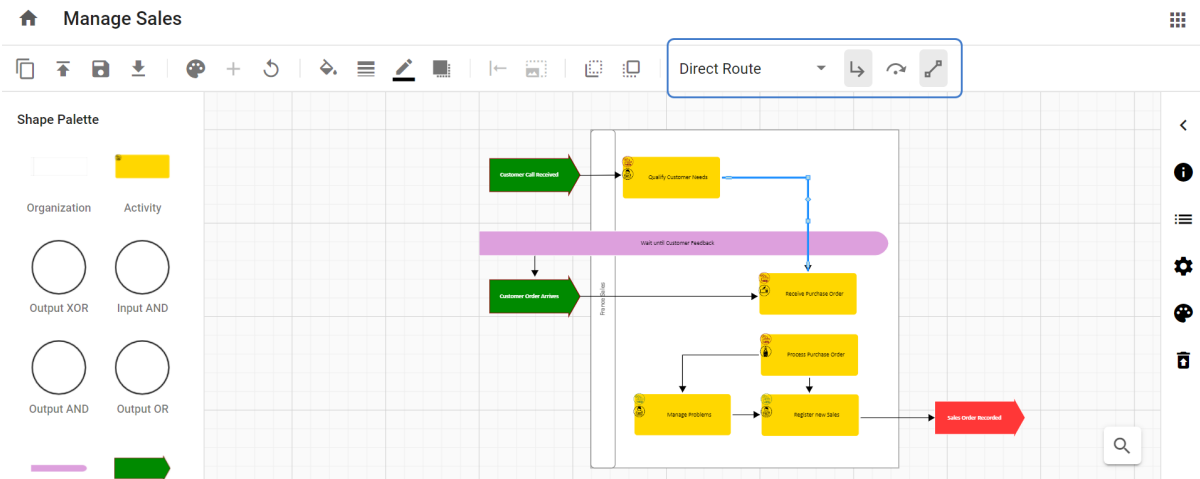 Manage Sales
Direct Route
Shape Palette
Organization
Activity
Output XOR
Input AND
Output AND
Output OR
Customer Call Received
Qualify Customer Needs
Wait until Customer Feedback
Customer Order Arrives
Receive Purchase Order
Process Purchase Order
Manage Problems
Register new Sales
Sales Order Recorded